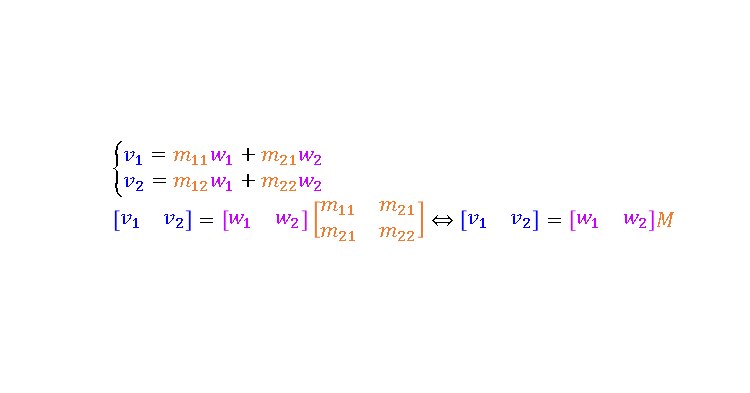 {v₁ = m₁₁w₁ + m₂₁w₂
v₂ = m₁₂w₁ + m₂₂w₂
[v₁ v₂] = [w₁ w₂] [m₁₁ m₂₁; m₂₁ m₂₂] ⇔ [v₁ v₂] = [w₁ w₂]M